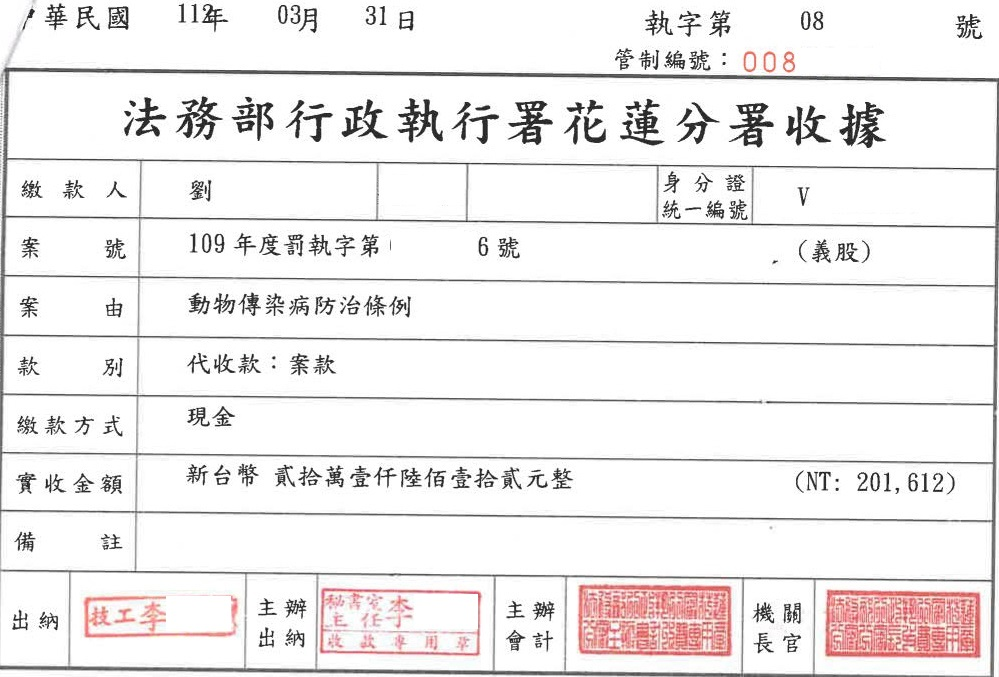 華民國 112年 03月 31日 執字第 08 號
管制編號：008
法務部行政執行署花蓮分署收據
繳款人 劉 身分證統一編號 V
案號 109年度罰執字第 6號 (義股)
案由 動物傳染病防治條例
款別 代收款：案款
繳款方式 現金
實收金額 新台幣 貳拾萬壹仟陸佰壹拾貳元整 (NT: 201,612)
備註
出納 技工李 主辦出納 秘書室主任李 收款專用章 主辦會計 機關長官